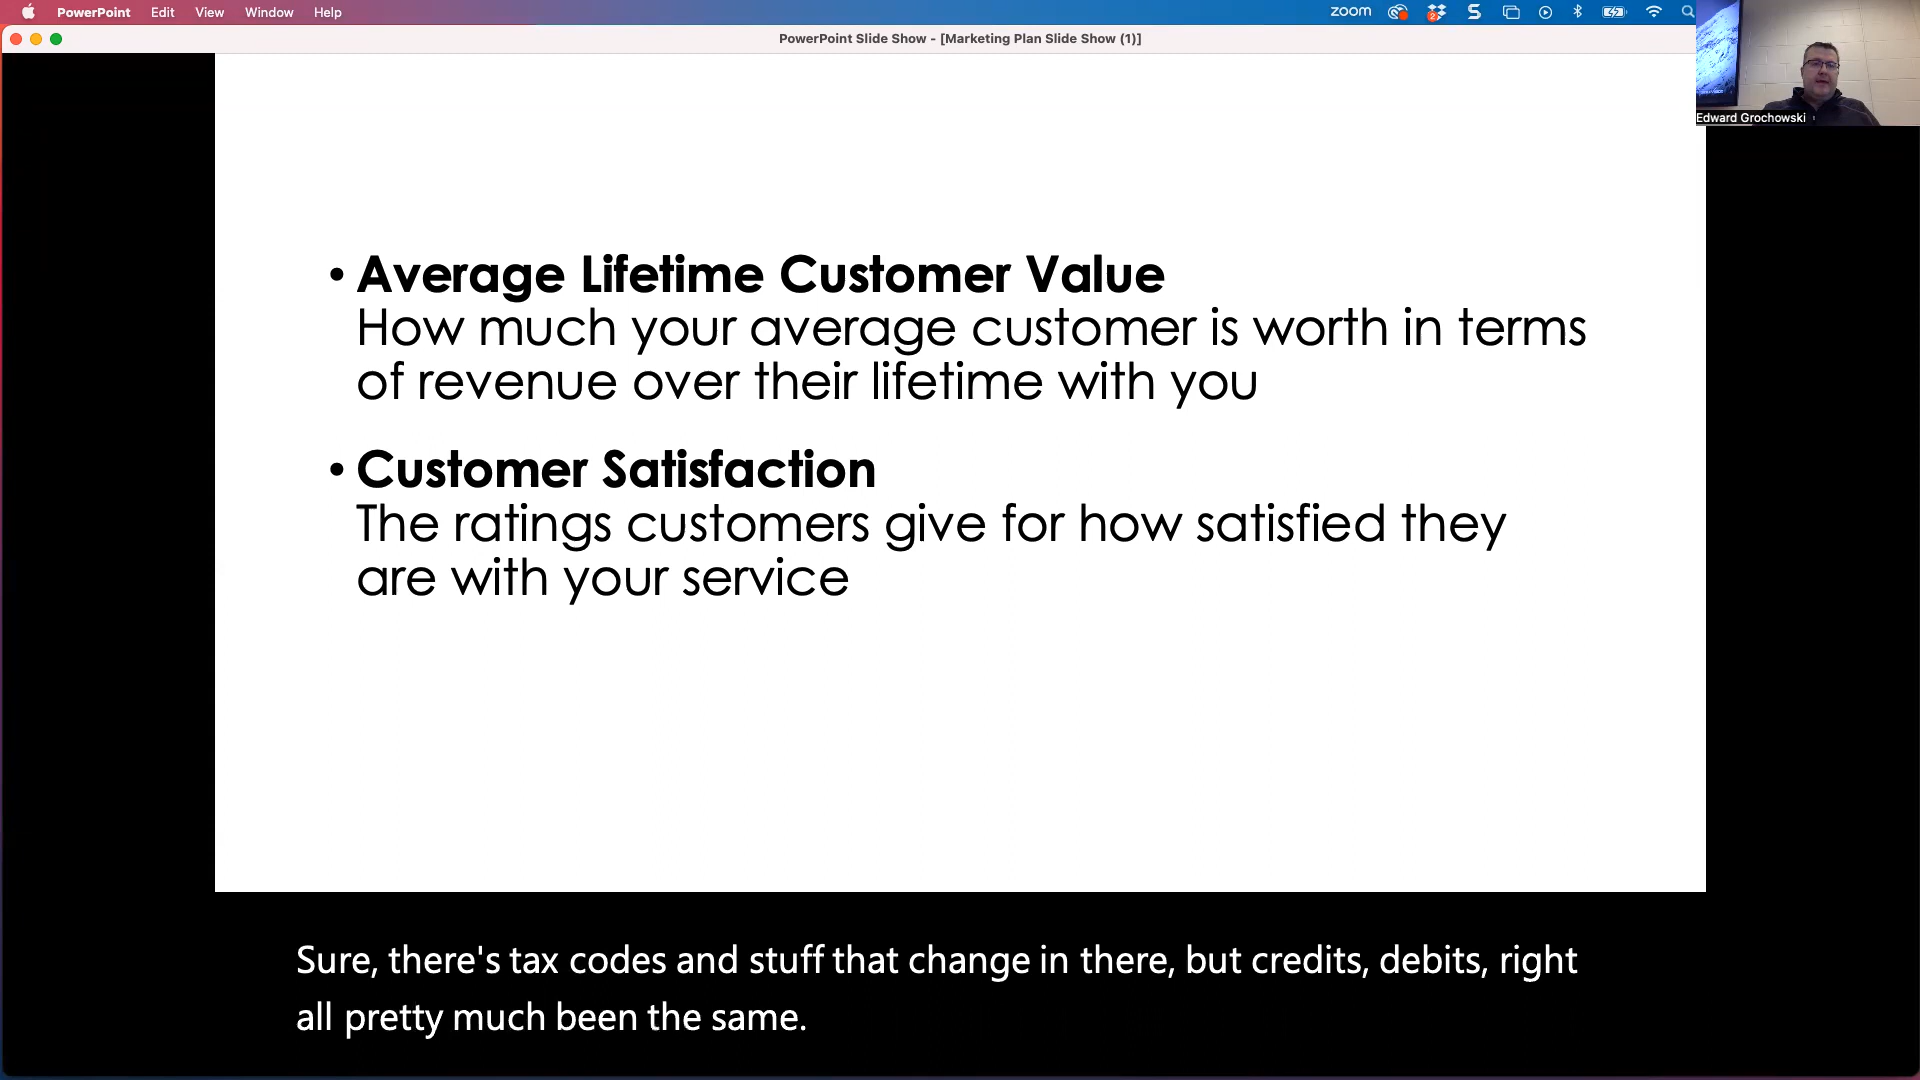 PowerPoint Edit View Window Help
zoom
PowerPoint Slide Show - [Marketing Plan Slide Show (1)]
Edward Grochowski
• Average Lifetime Customer Value
How much your average customer is worth in terms
of revenue over their lifetime with you
• Customer Satisfaction
The ratings customers give for how satisfied they
are with your service
Sure, there's tax codes and stuff that change in there, but credits, debits, right
all pretty much been the same.